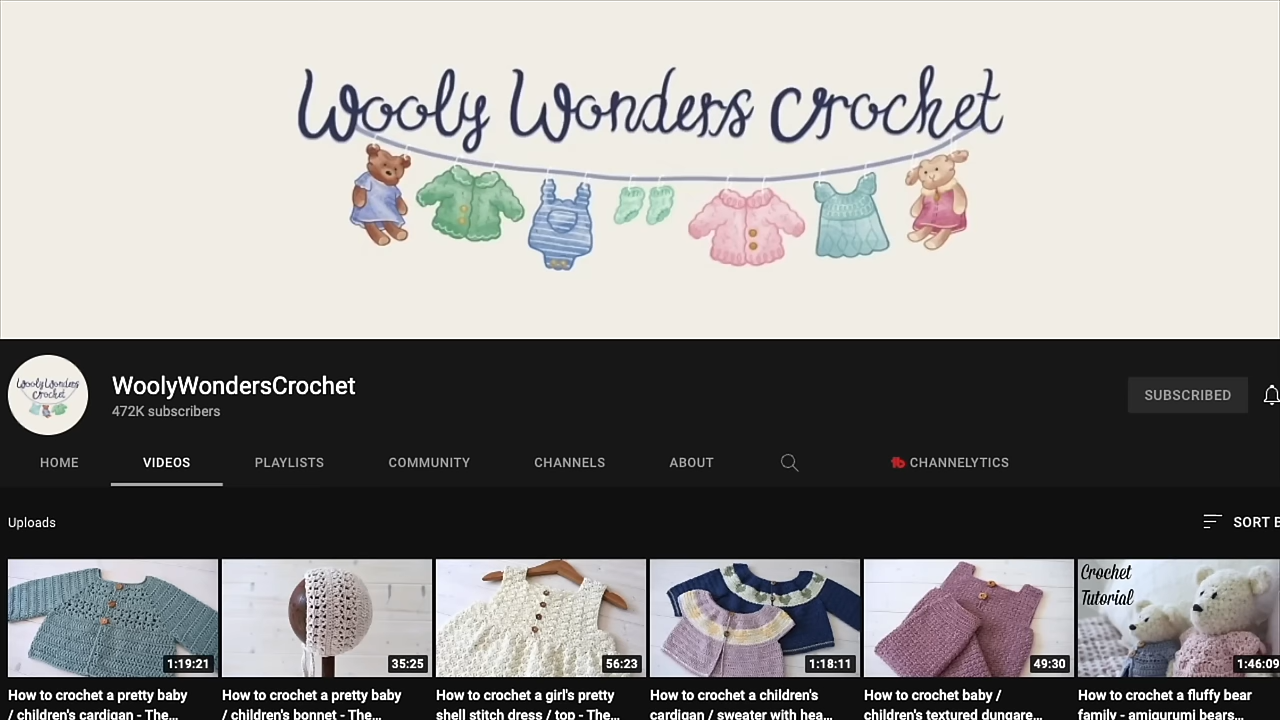 Wooly Wonders Crochet
Wooly Wonders
Crochet
WoolyWondersCrochet
472K subscribers
SUBSCRIBED
HOME
VIDEOS
PLAYLISTS
COMMUNITY
CHANNELS
ABOUT
CHANNELYTICS
Uploads
SORT B
1:19:21
35:25
56:23
1:18:11
49:30
Crochet
Tutorial
1:46:09
How to crochet a pretty baby
/ children's cardigan - The...
How to crochet a pretty baby
/ children's bonnet - The...
How to crochet a girl's pretty
shell stitch dress / top - The...
How to crochet a children's
cardigan / sweater with hea...
How to crochet baby /
children's textured dungare...
How to crochet a fluffy bear
family - amigurumi bears...